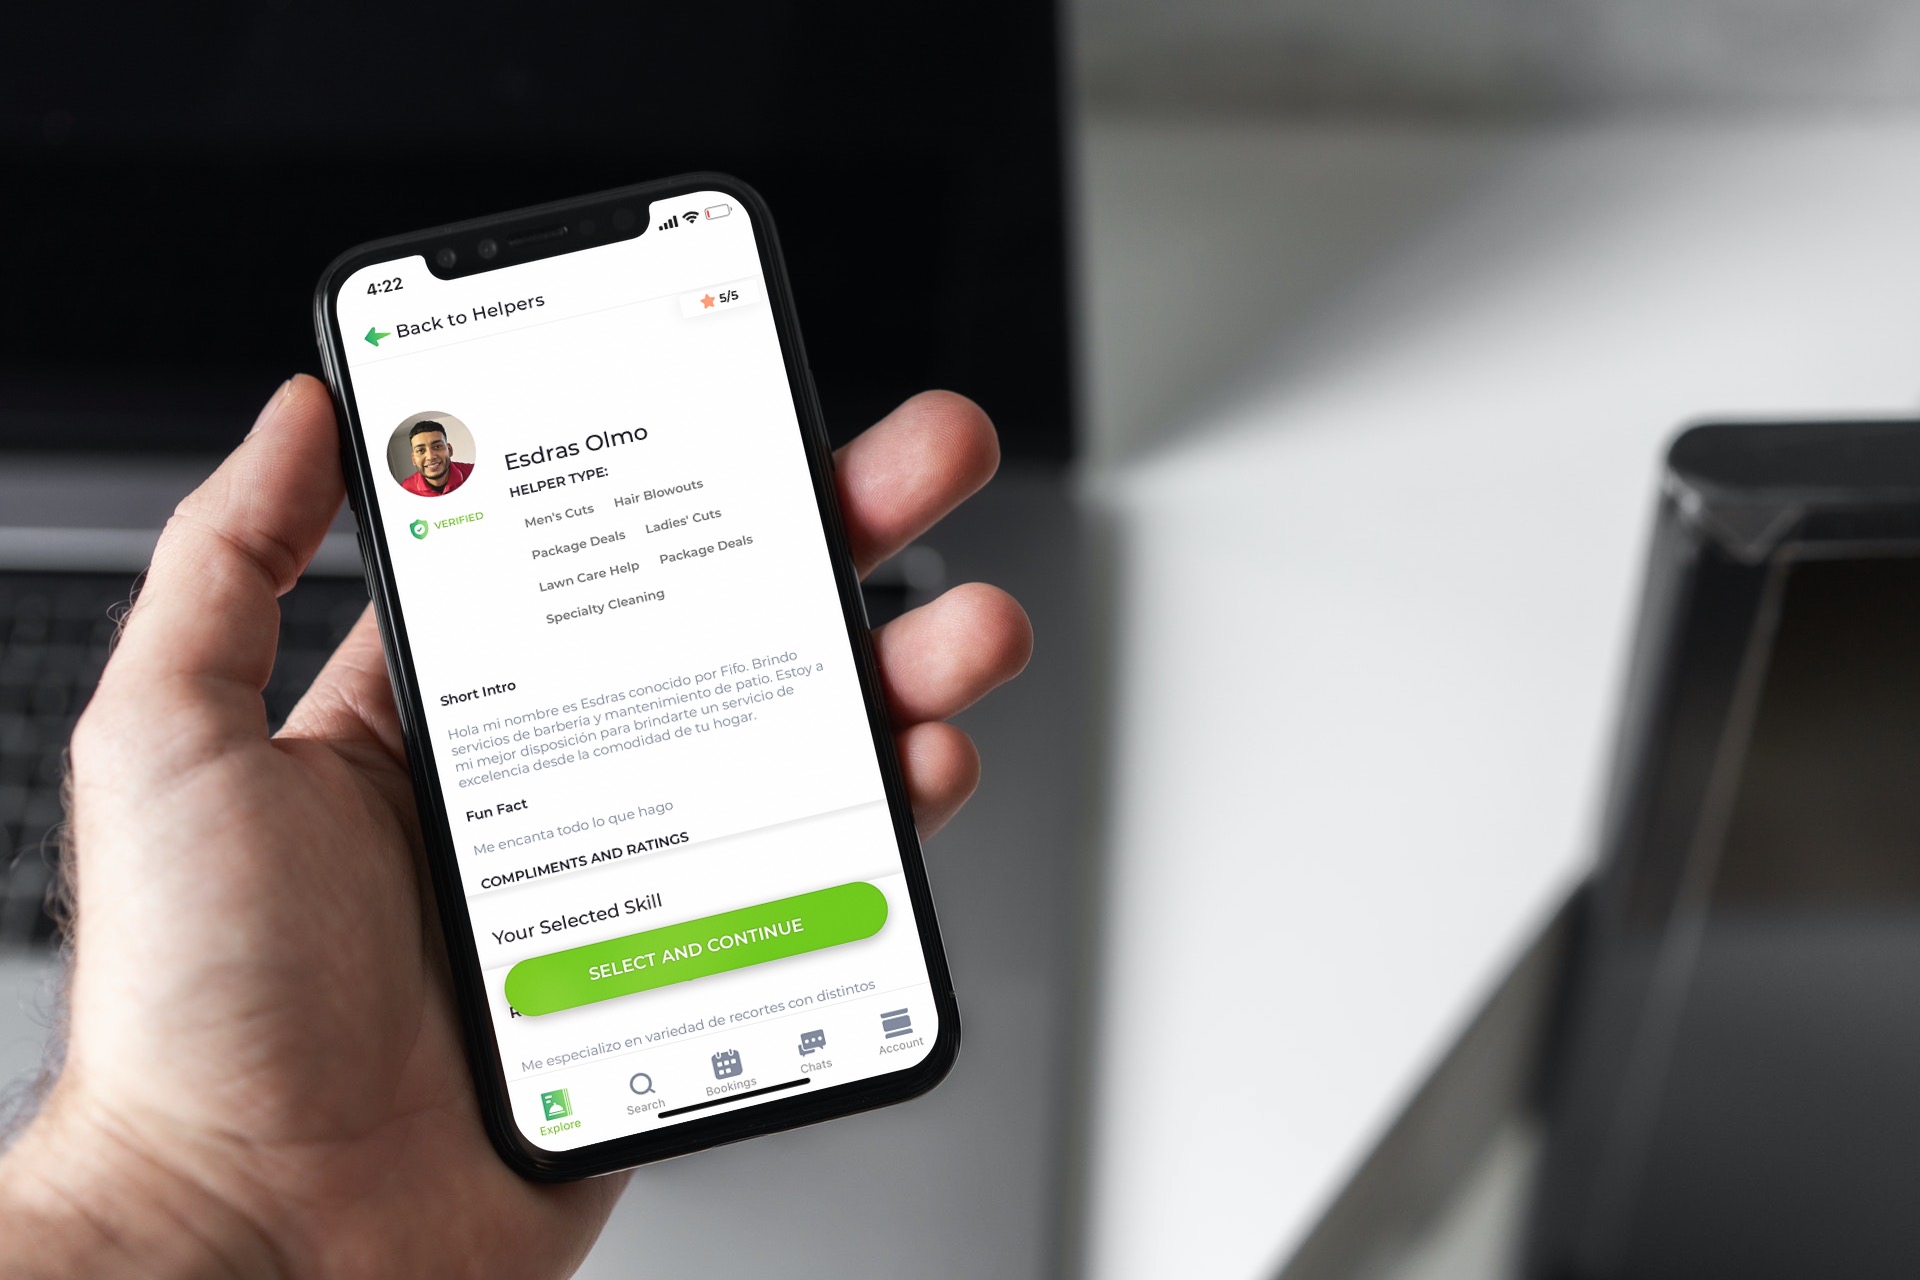 4:22
Back to Helpers
5/5
Esdras Olmo
HELPER TYPE:
VERIFIED
Men's Cuts Hair Blowouts
Package Deals Ladies' Cuts
Lawn Care Help Package Deals
Specialty Cleaning
Short Intro
Hola mi nombre es Esdras conocido por Fifo. Brindo
servicios de barbería y mantenimiento de patio. Estoy a
mi mejor disposición para brindarte un servicio de
excelencia desde la comodidad de tu hogar.
Fun Fact
Me encanta todo lo que hago
COMPLIMENTS AND RATINGS
Your Selected Skill
SELECT AND CONTINUE
Me especializo en variedad de recortes con distintos
Explore Search Bookings Chats Account